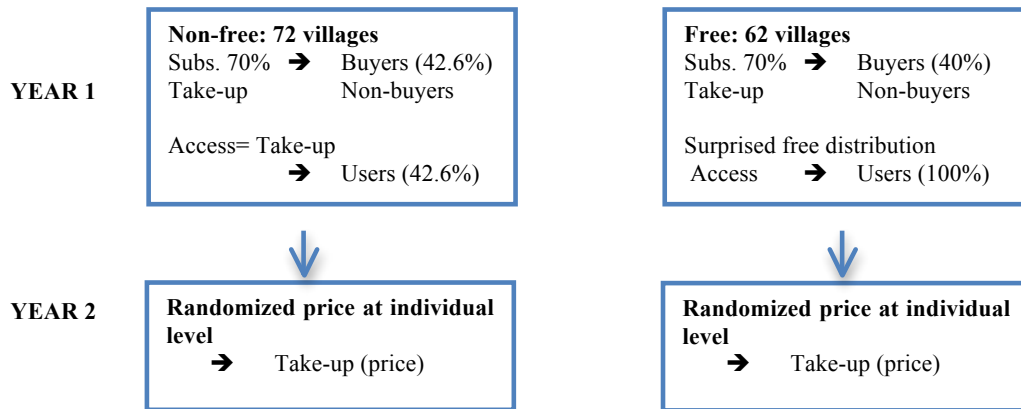 YEAR 1
Non-free: 72 villages
Subs. 70% ➔ Buyers (42.6%)
Take-up Non-buyers
Access= Take-up
➔ Users (42.6%)
Free: 62 villages
Subs. 70% ➔ Buyers (40%)
Take-up Non-buyers
Surprised free distribution
Access ➔ Users (100%)
YEAR 2
Randomized price at individual
level
➔ Take-up (price)
Randomized price at individual
level
➔ Take-up (price)